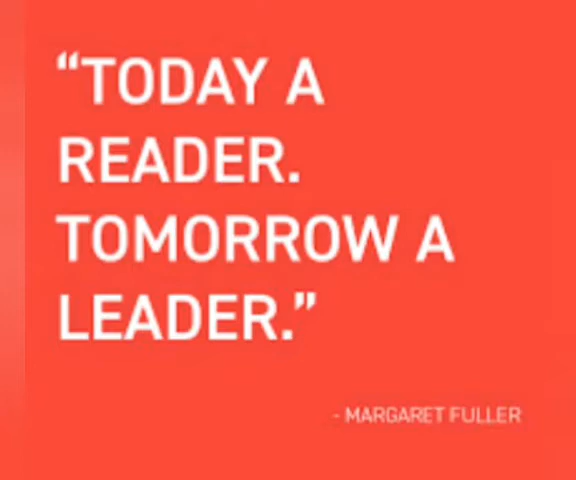 “TODAY A
READER.
TOMORROW A
LEADER.”
- MARGARET FULLER